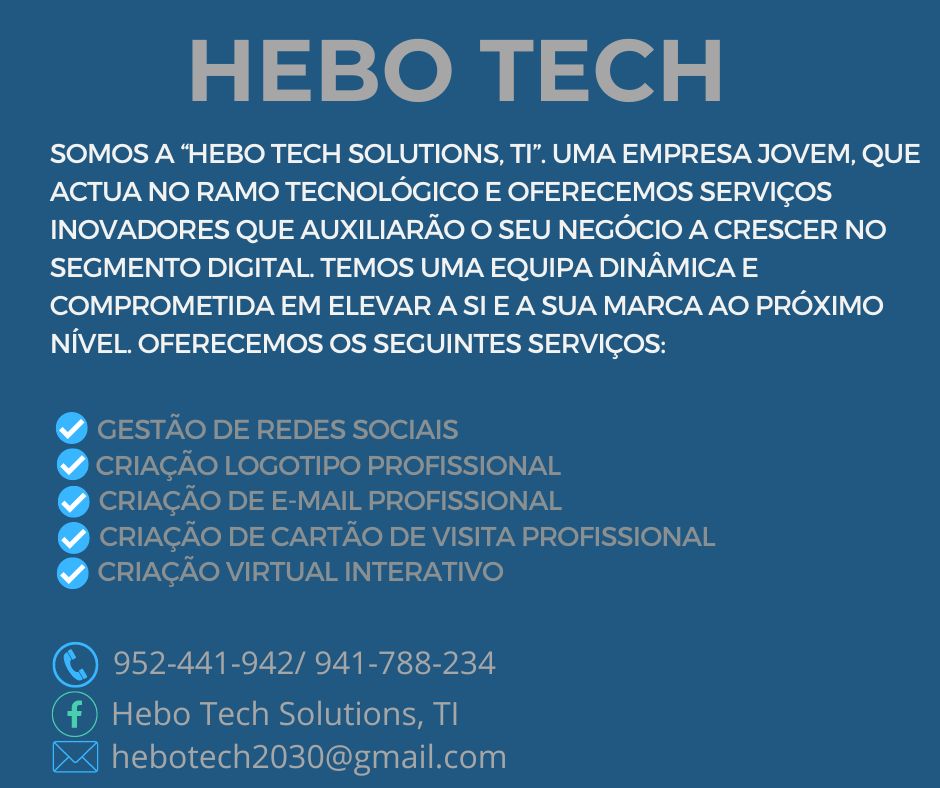 HEBO TECH
SOMOS A “HEBO TECH SOLUTIONS, TI”. UMA EMPRESA JOVEM, QUE
ACTUA NO RAMO TECNOLÓGICO E OFERECEMOS SERVIÇOS
INOVADORES QUE AUXILIARÃO O SEU NEGÓCIO A CRESCER NO
SEGMENTO DIGITAL. TEMOS UMA EQUIPA DINÂMICA E
COMPROMETIDA EM ELEVAR A SI E A SUA MARCA AO PRÓXIMO
NÍVEL. OFERECEMOS OS SEGUINTES SERVIÇOS:
GESTÃO DE REDES SOCIAIS
CRIAÇÃO LOGOTIPO PROFISSIONAL
CRIAÇÃO DE E-MAIL PROFISSIONAL
CRIAÇÃO DE CARTÃO DE VISITA PROFISSIONAL
CRIAÇÃO VIRTUAL INTERATIVO
952-441-942/ 941-788-234
Hebo Tech Solutions, TI
hebotech2030@gmail.com